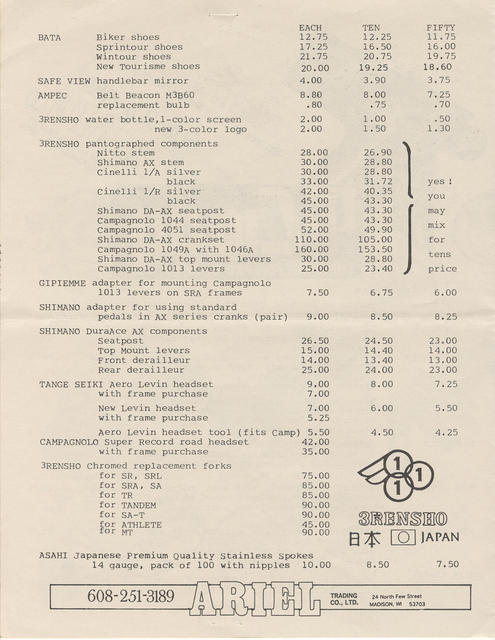 EACH TEN FIFTY
BATA Biker shoes 12.75 12.25 11.75
Sprintour shoes 17.25 16.50 16.00
Wintour shoes 21.75 20.75 19.75
New Tourisme shoes 20.00 19.25 18.60
SAFE VIEW handlebar mirror 4.00 3.90 3.75
AMPEC Belt Beacon M3B60 8.80 8.00 7.25
replacement bulb .80 .75 .70
3RENSHO water bottle,1-color screen 2.00 1.00 .50
new 3-color logo 2.00 1.50 1.30
3RENSHO pantographed components
Nitto stem 28.00 26.90
Shimano AX stem 30.00 28.80
Cinelli 1/A silver 30.00 28.80
black 33.00 31.72 yes!
Cinelli 1/R silver 42.00 40.35
black 45.00 43.30 you
Shimano DA-AX seatpost 45.00 43.30 may
Campagnolo 1044 seatpost 45.00 43.30
Campagnolo 4051 seatpost 52.00 49.90 mix
Shimano DA-AX crankset 110.00 105.00 for
Campagnolo 1049A with 1046A 160.00 153.50
Shimano DA-AX top mount levers 30.00 28.80 tens
Campagnolo 1013 levers 25.00 23.40 price
GIPIEMME adapter for mounting Campagnolo
1013 levers on SRA frames 7.50 6.75 6.00
SHIMANO adapter for using standard
pedals in AX series cranks (pair) 9.00 8.50 8.25
SHIMANO DuraAce AX components
Seatpost 26.50 24.50 23.00
Top Mount levers 15.00 14.40 14.00
Front derailleur 14.00 13.40 13.00
Rear derailleur 25.00 24.00 23.00
TANGE SEIKI Aero Levin headset 9.00 8.00 7.25
with frame purchase 7.00
New Levin headset 7.00 6.00 5.50
with frame purchase 5.25
Aero Levin headset tool (fits Camp) 5.50 4.50 4.25
CAMPAGNOLO Super Record road headset 42.00
with frame purchase 35.00
3RENSHO Chromed replacement forks
for SR, SRL 75.00
for SRA, SA 85.00
for TR 85.00
for TANDEM 90.00
for SA-T 90.00
for ATHLETE 45.00
for MT 90.00
1 1 1
3RENSHO
日本 JAPAN
ASAHI Japanese Premium Quality Stainless Spokes
14 gauge, pack of 100 with nipples 10.00 8.50 7.50
608-251-3189 ARIEL TRADING CO., LTD. 24 North Few Street MADISON, WI 53703